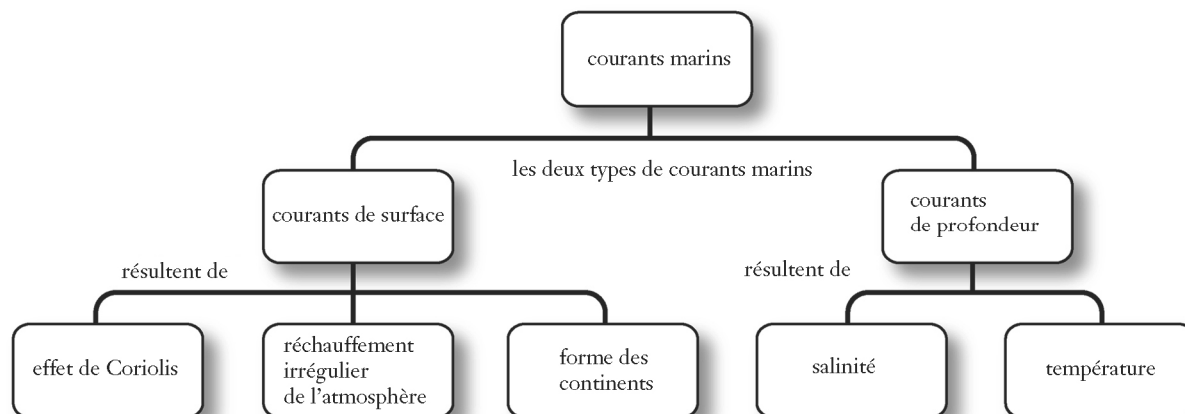 courants marins
les deux types de courants marins
courants de surface
courants
de profondeur
résultent de
résultent de
effet de Coriolis
réchauffement
irrégulier
de l'atmosphère
forme des
continents
salinité
température